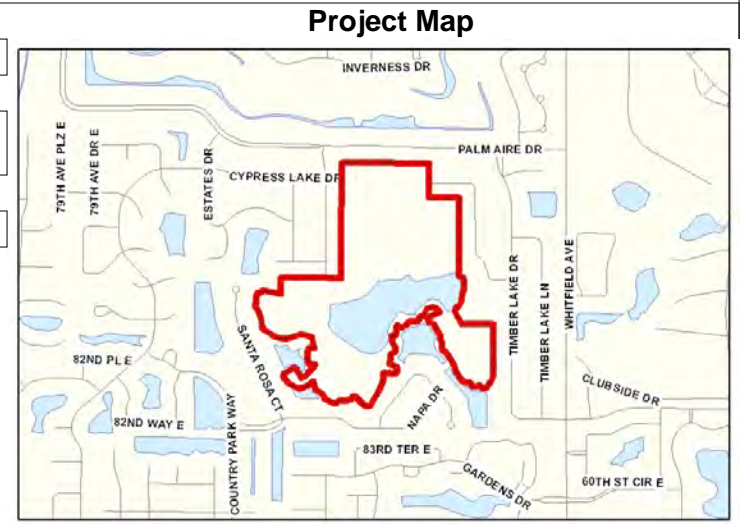 Project Map
INVERNESS DR
PALM AIRE DR
79TH AVE PLZ E
79TH AVE DR E
ESTATES DR
CYPRESS LAKE DR
TIMBER LAKE DR
TIMBER LAKE LN
WHITFIELD AVE
SANTA ROSA CT
82ND PL E
CLUBSIDE DR
NAPA DR
82ND WAY E
COUNTRY PARK WAY
83RD TER E
GARDENS DR
60TH ST CIR E